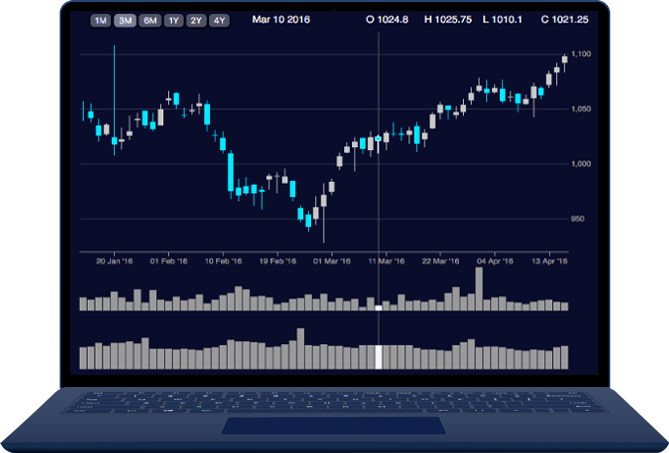 1M 3M 6M 1Y 2Y 4Y Mar 10 2016 O 1024.8 H 1025.75 L 1010.1 C 1021.25
1,100
1,050
1,000
950
20 Jan '16 01 Feb '16 10 Feb '16 19 Feb '16 01 Mar '16 11 Mar '16 22 Mar '16 04 Apr '16 13 Apr '16